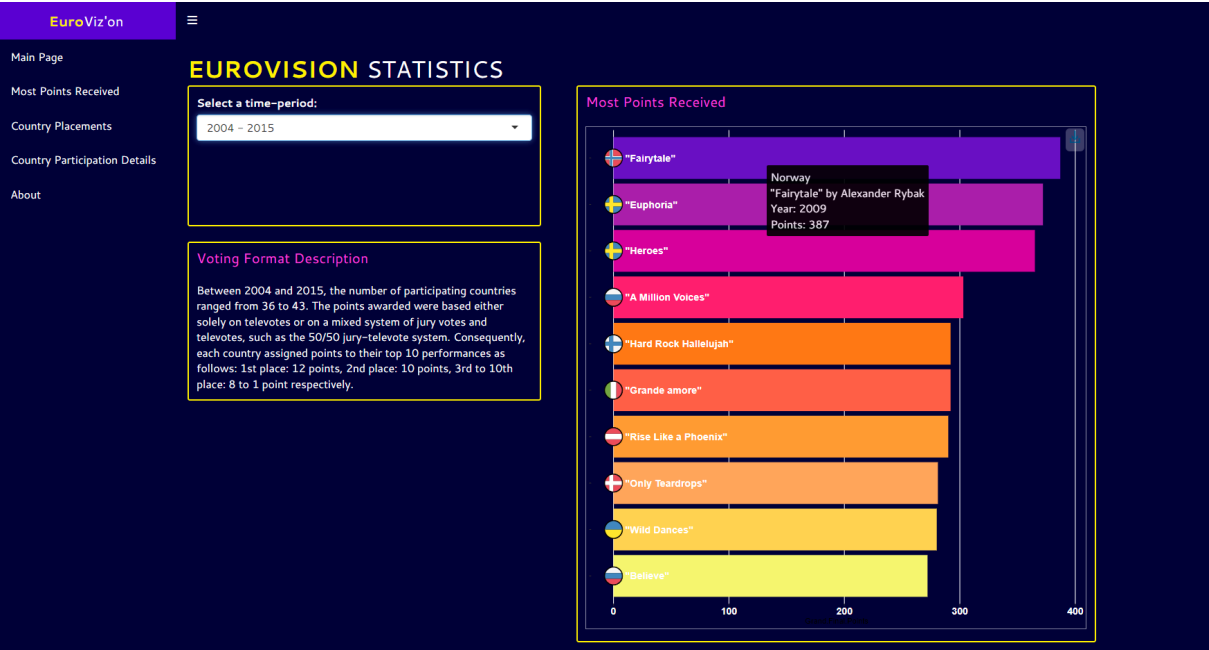 EuroViz'on
Main Page
Most Points Received
Country Placements
Country Participation Details
About
EUROVISION STATISTICS
Select a time-period:
2004 - 2015
Voting Format Description
Between 2004 and 2015, the number of participating countries
ranged from 36 to 43. The points awarded were based either
solely on televotes or on a mixed system of jury votes and
televotes, such as the 50/50 jury-televote system. Consequently,
each country assigned points to their top 10 performances as
follows: 1st place: 12 points, 2nd place: 10 points, 3rd to 10th
place: 8 to 1 point respectively.
Most Points Received
"Fairytale"
Norway
"Fairytale" by Alexander Rybak
Year: 2009
Points: 387
"Euphoria"
"Heroes"
"A Million Voices"
"Hard Rock Hallelujah"
"Grande amore"
"Rise Like a Phoenix"
"Only Teardrops"
"Wild Dances"
"Believe"
0 100 200 300 400